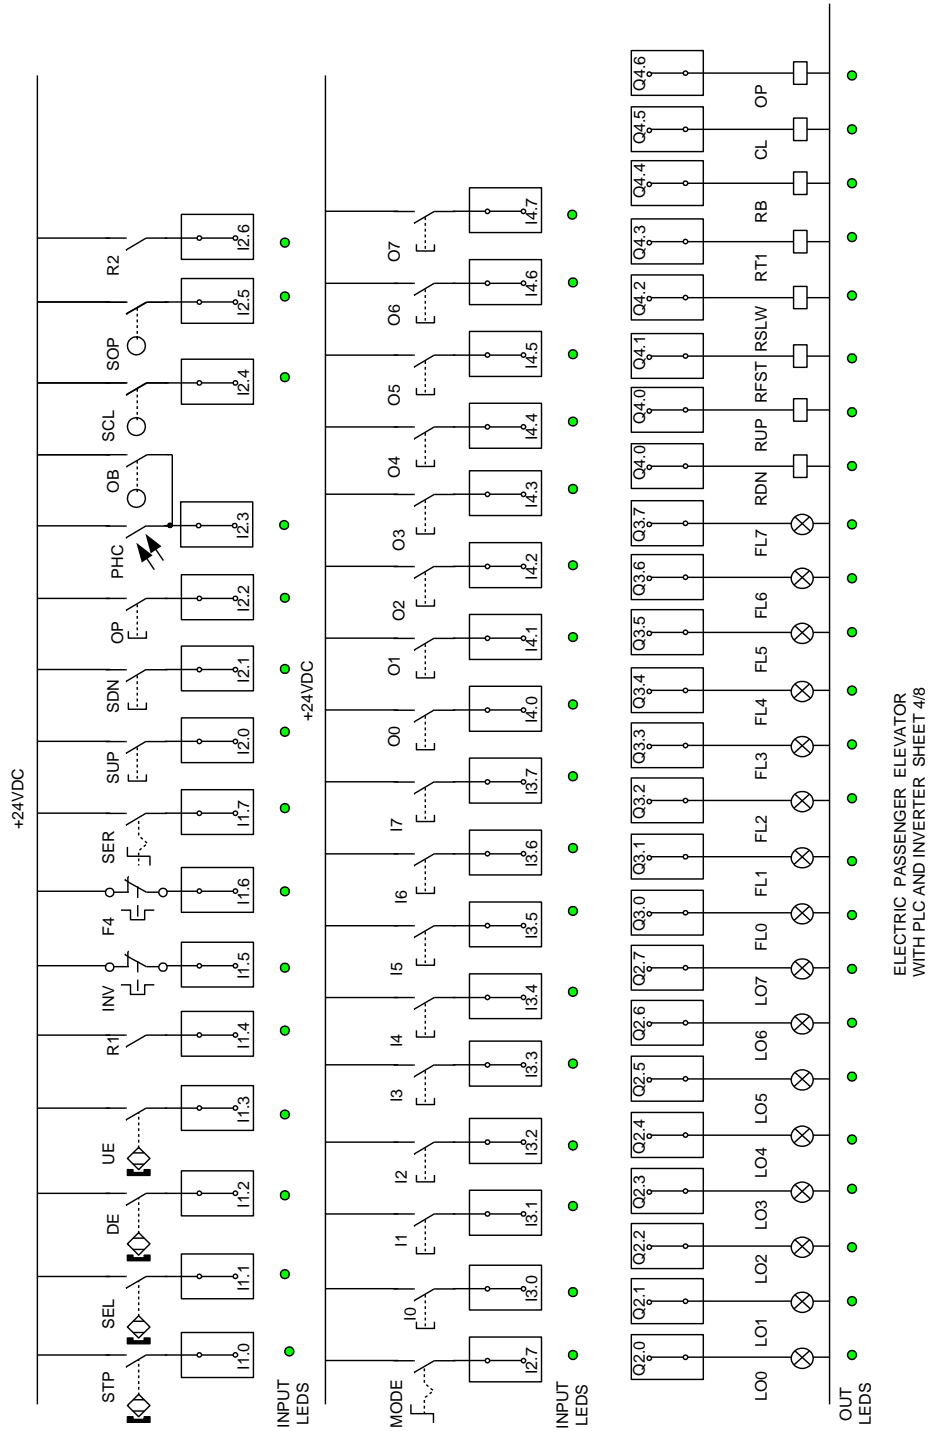 +24VDC
STP
SEL
DE
UE
R1
INV
F4
SER
SUP
SDN
OP
PHC
OB
SCL
SOP
R2
I1.0
I1.1
I1.2
I1.3
I1.4
I1.5
I1.6
I1.7
I2.0
I2.1
I2.2
I2.3
I2.4
I2.5
I2.6
INPUT
LEDS
+24VDC
MODE
I0
I1
I2
I3
I4
I5
I6
I7
O0
O1
O2
O3
O4
O5
O6
O7
I2.7
I3.0
I3.1
I3.2
I3.3
I3.4
I3.5
I3.6
I3.7
I4.0
I4.1
I4.2
I4.3
I4.4
I4.5
I4.6
I4.7
INPUT
LEDS
Q2.0
Q2.1
Q2.2
Q2.3
Q2.4
Q2.5
Q2.6
Q2.7
Q3.0
Q3.1
Q3.2
Q3.3
Q3.4
Q3.5
Q3.6
Q3.7
Q4.0
Q4.0
Q4.1
Q4.2
Q4.3
Q4.4
Q4.5
Q4.6
LO0
LO1
LO2
LO3
LO4
LO5
LO6
LO7
FL0
FL1
FL2
FL3
FL4
FL5
FL6
FL7
RDN
RUP
RFST
RSLW
RT1
RB
CL
OP
OUT
LEDS
ELECTRIC PASSENGER ELEVATOR
WITH PLC AND INVERTER SHEET 4/8